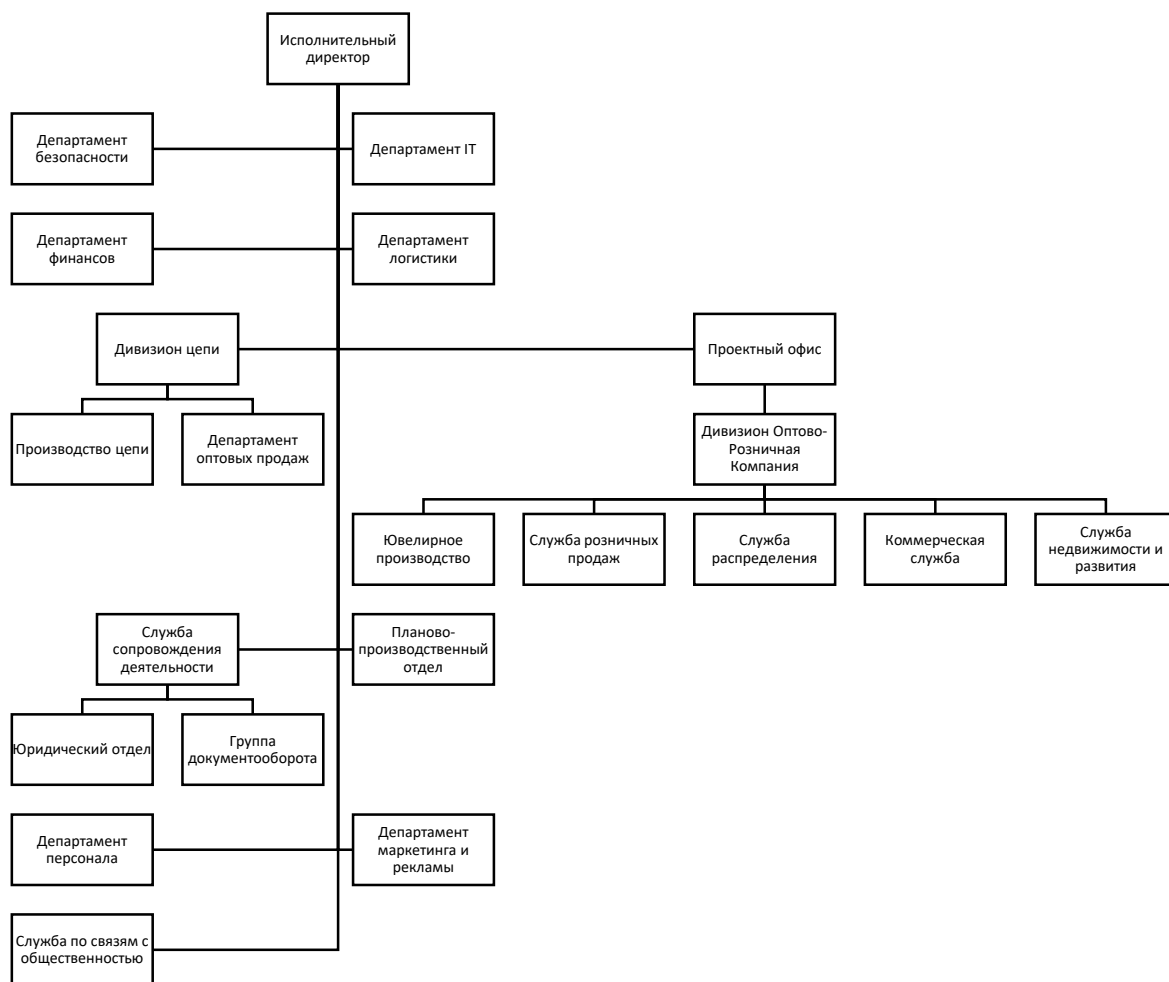 Исполнительный
директор
Департамент
безопасности
Департамент IT
Департамент
финансов
Департамент
логистики
Дивизион цепи
Проектный офис
Производство цепи
Департамент
оптовых продаж
Дивизион Оптово-
Розничная
Компания
Ювелирное
производство
Служба розничных
продаж
Служба
распределения
Коммерческая
служба
Служба
недвижимости и
развития
Служба
сопровождения
деятельности
Планово-
производственный
отдел
Юридический отдел
Группа
документооборота
Департамент
персонала
Департамент
маркетинга и
рекламы
Служба по связям с
общественностью